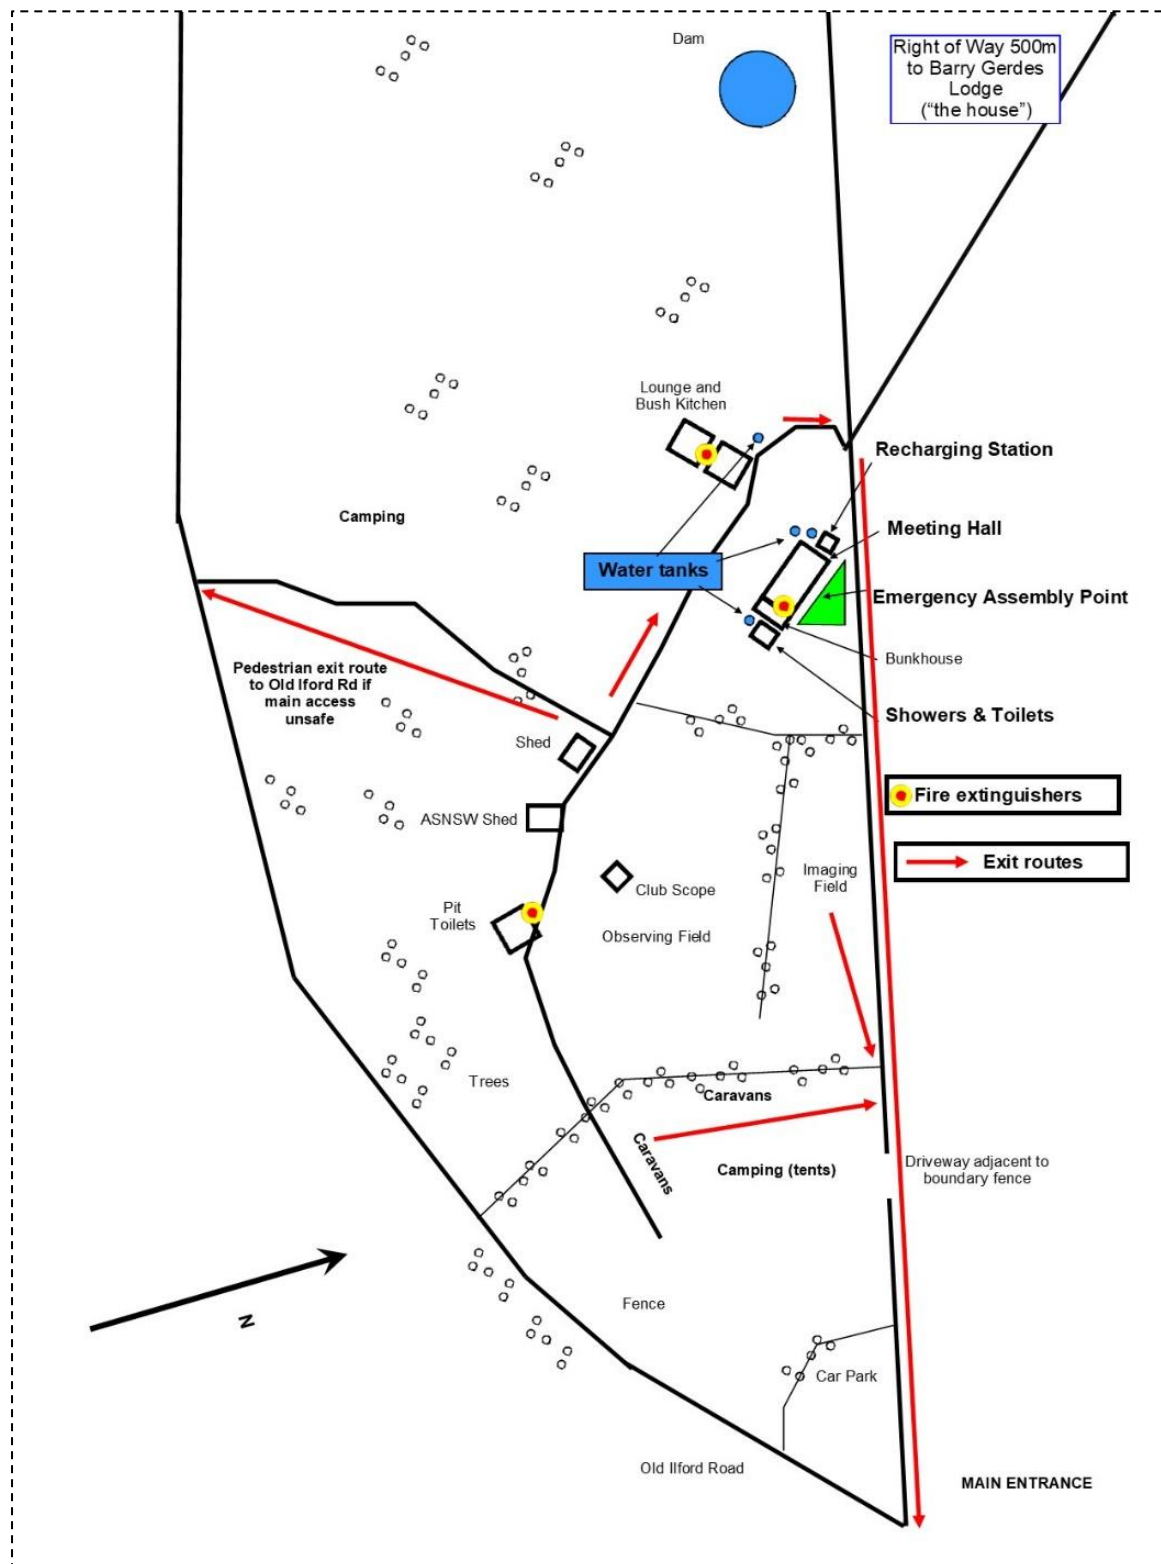 Dam
Right of Way 500m
to Barry Gerdes
Lodge
(“the house”)
Lounge and
Bush Kitchen
Recharging Station
Camping
Meeting Hall
Water tanks
Emergency Assembly Point
Bunkhouse
Pedestrian exit route
to Old Iford Rd if
main access
unsafe
Showers & Toilets
Shed
Fire extinguishers
ASNSW Shed
Exit routes
Imaging
Field
Club Scope
Pit
Toilets
Observing Field
Trees
Caravans
Caravans
Camping (tents)
Driveway adjacent to
boundary fence
N
Fence
Car Park
Old Ilford Road
MAIN ENTRANCE